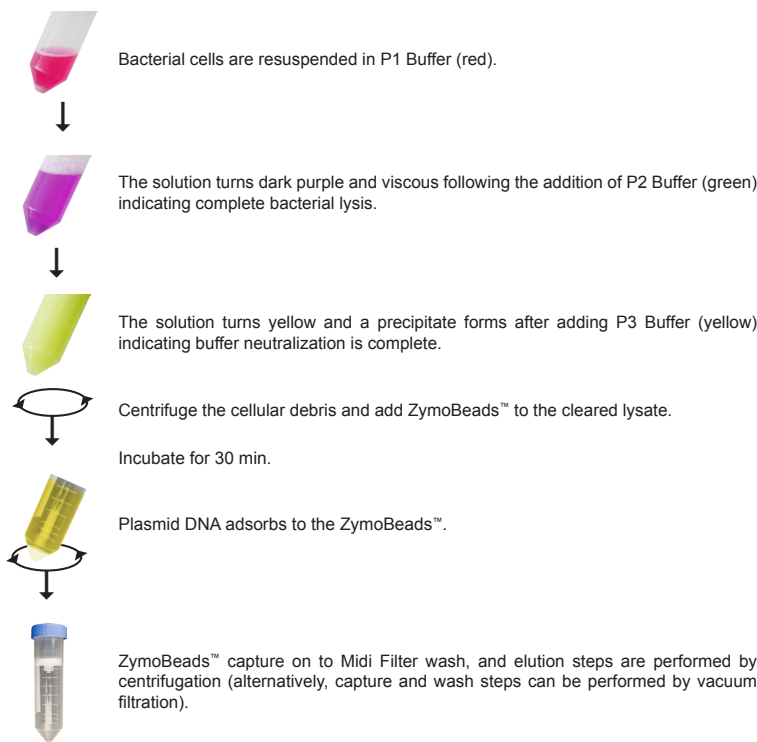 Bacterial cells are resuspended in P1 Buffer (red).
The solution turns dark purple and viscous following the addition of P2 Buffer (green)
indicating complete bacterial lysis.
The solution turns yellow and a precipitate forms after adding P3 Buffer (yellow)
indicating buffer neutralization is complete.
Centrifuge the cellular debris and add ZymoBeads™ to the cleared lysate.
Incubate for 30 min.
Plasmid DNA adsorbs to the ZymoBeads™.
ZymoBeads™ capture on to Midi Filter wash, and elution steps are performed by
centrifugation (alternatively, capture and wash steps can be performed by vacuum
filtration).